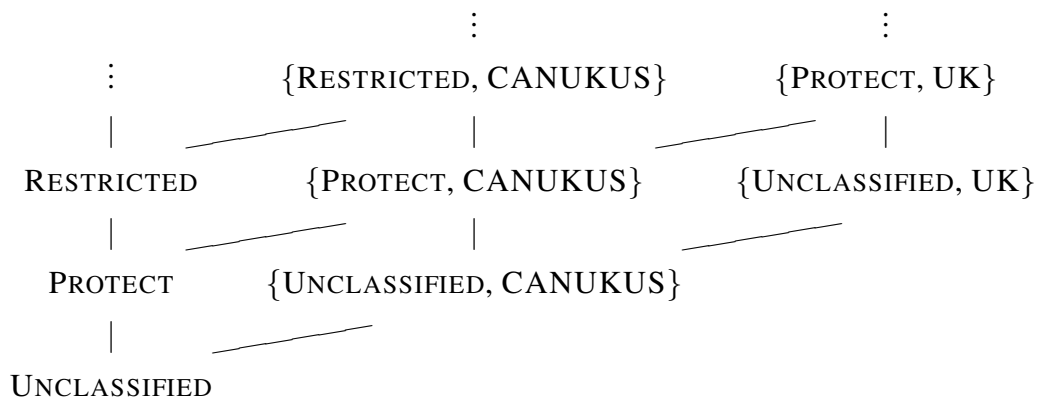 ⋮ ⋮
⋮ {RESTRICTED, CANUKUS} {PROTECT, UK}
RESTRICTED {PROTECT, CANUKUS} {UNCLASSIFIED, UK}
PROTECT {UNCLASSIFIED, CANUKUS}
UNCLASSIFIED